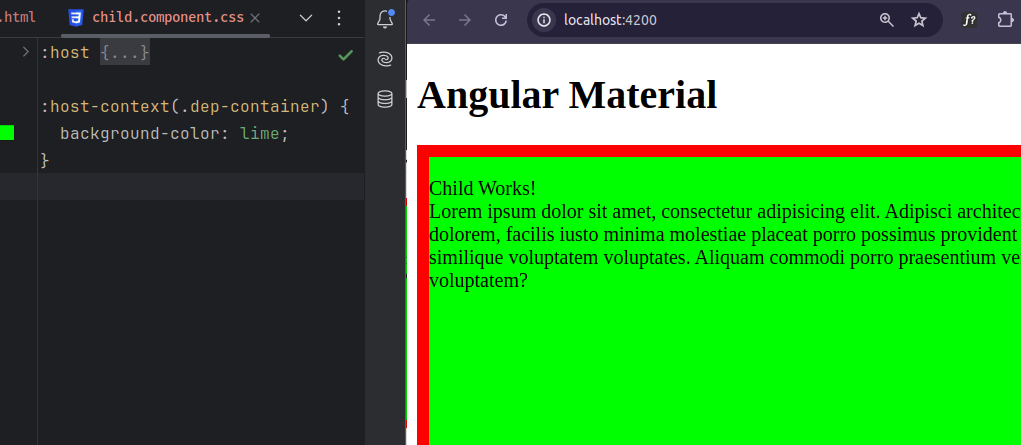 .html
child.component.css
:host {...}
:host-context(.dep-container) {
background-color: lime;
}
localhost:4200
f?
Angular Material
Child Works!
Lorem ipsum dolor sit amet, consectetur adipisicing elit. Adipisci architec
dolorem, facilis iusto minima molestiae placeat porro possimus provident
similique voluptatem voluptates. Aliquam commodi porro praesentium ve
voluptatem?